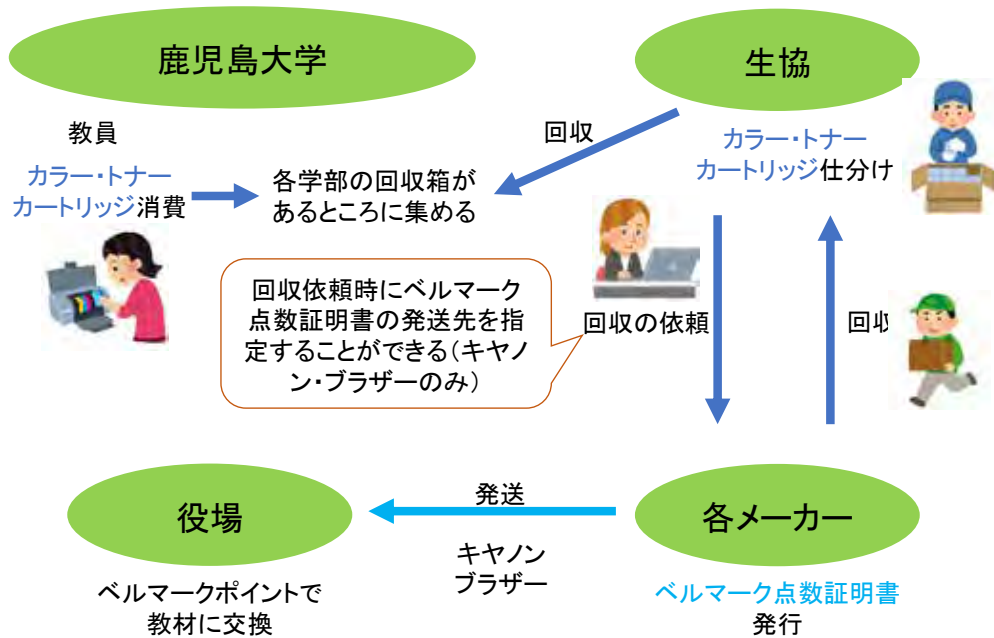 鹿児島大学
生協
教員
カラー・トナー
カートリッジ消費
各学部の回収箱が
あるところに集める
回収
カラー・トナー
カートリッジ仕分け
回収依頼時にベルマーク
点数証明書の発送先を指
定することができる(キヤノ
ン・ブラザーのみ)
回収の依頼
回収
役場
発送
各メーカー
キヤノン
ブラザー
ベルマークポイントで
教材に交換
ベルマーク点数証明書
発行